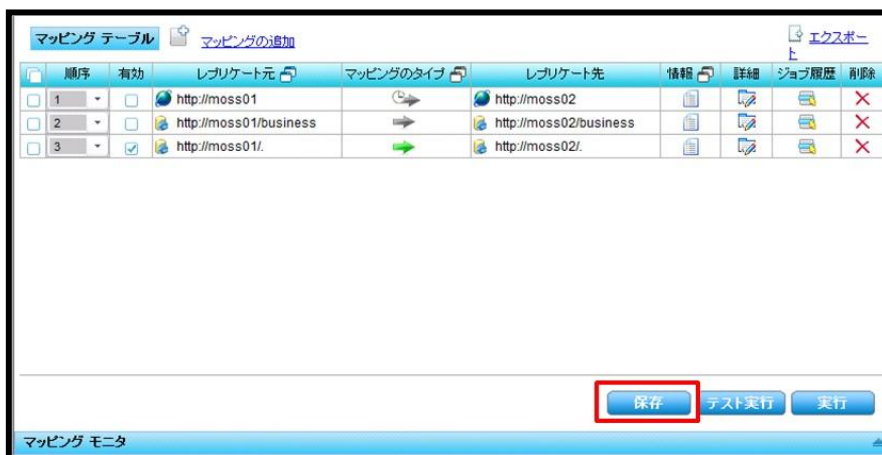 マッピング テーブル マッピングの追加 エクスポー
ト
順序 有効 レプリケート元 マッピングのタイプ レプリケート先 情報 詳細 ジョブ履歴 削除
1 http://moss01 http://moss02
2 http://moss01/business http://moss02/business
3 http://moss01/. http://moss02/.
保存 テスト実行 実行
マッピング モニタ